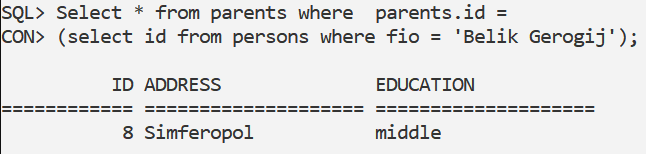 SQL> Select * from parents where  parents.id =
CON> (select id from persons where fio = 'Belik Gerogij');
ID ADDRESS EDUCATION
============ ==================== ====================
8 Simferopol middle